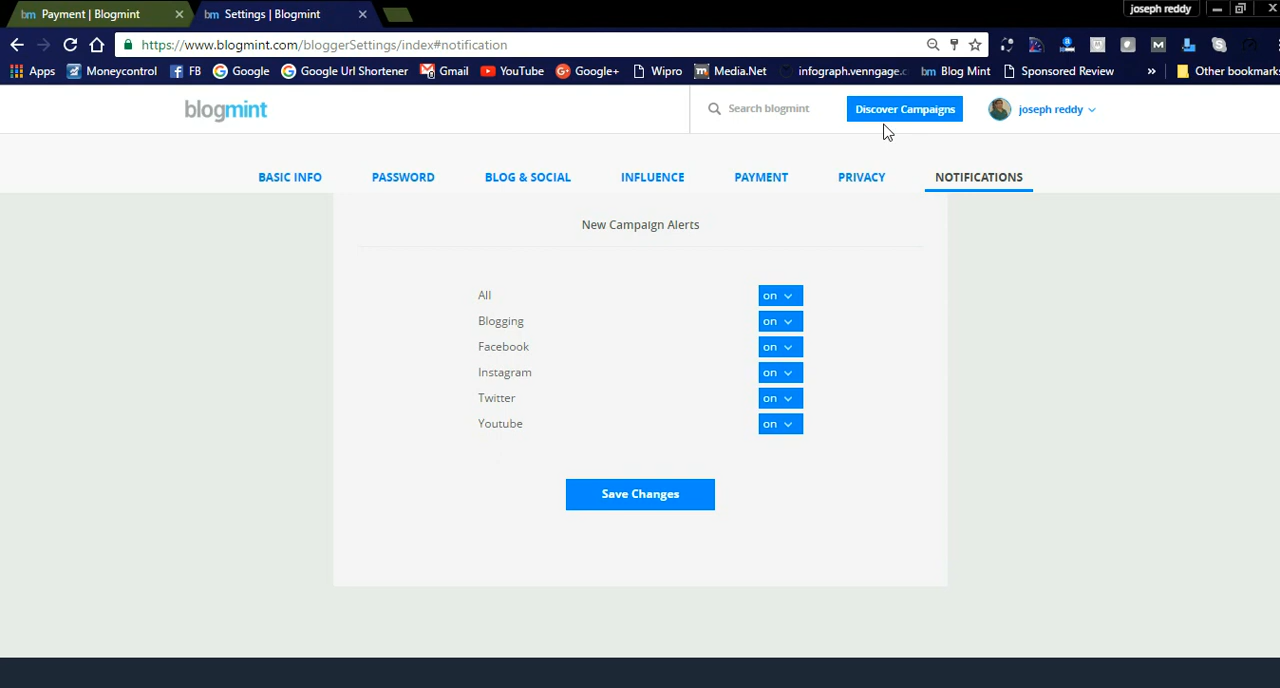 joseph reddy
bm Payment | Blogmint
bm Settings | Blogmint
https://www.blogmint.com/bloggerSettings/index#notification
Apps Moneycontrol FB Google Google Url Shortener Gmail YouTube Google+ Wipro Media.Net infograph.venngage.c Blog Mint Sponsored Review » Other bookmarks
blogmint Search blogmint Discover Campaigns joseph reddy
BASIC INFO PASSWORD BLOG & SOCIAL INFLUENCE PAYMENT PRIVACY NOTIFICATIONS
New Campaign Alerts
All on
Blogging on
Facebook on
Instagram on
Twitter on
Youtube on
Save Changes